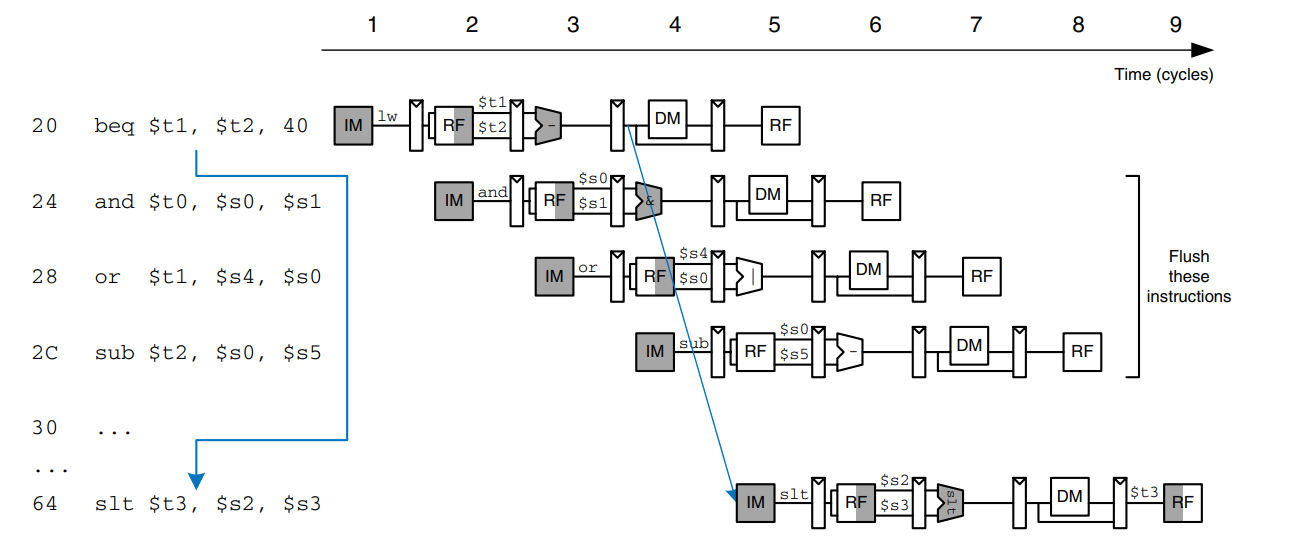 1 2 3 4 5 6 7 8 9
Time (cycles)
20 beq $t1, $t2, 40 IM lw RF $t1 $t2 - DM RF
24 and $t0, $s0, $s1 IM and RF $s0 $s1 & DM RF
28 or $t1, $s4, $s0 IM or RF $s4 $s0 | DM RF
Flush
these
instructions
2C sub $t2, $s0, $s5 IM sub RF $s0 $s5 - DM RF
30 ...
...
64 slt $t3, $s2, $s3 IM slt RF $s2 $s3 slt DM $t3 RF